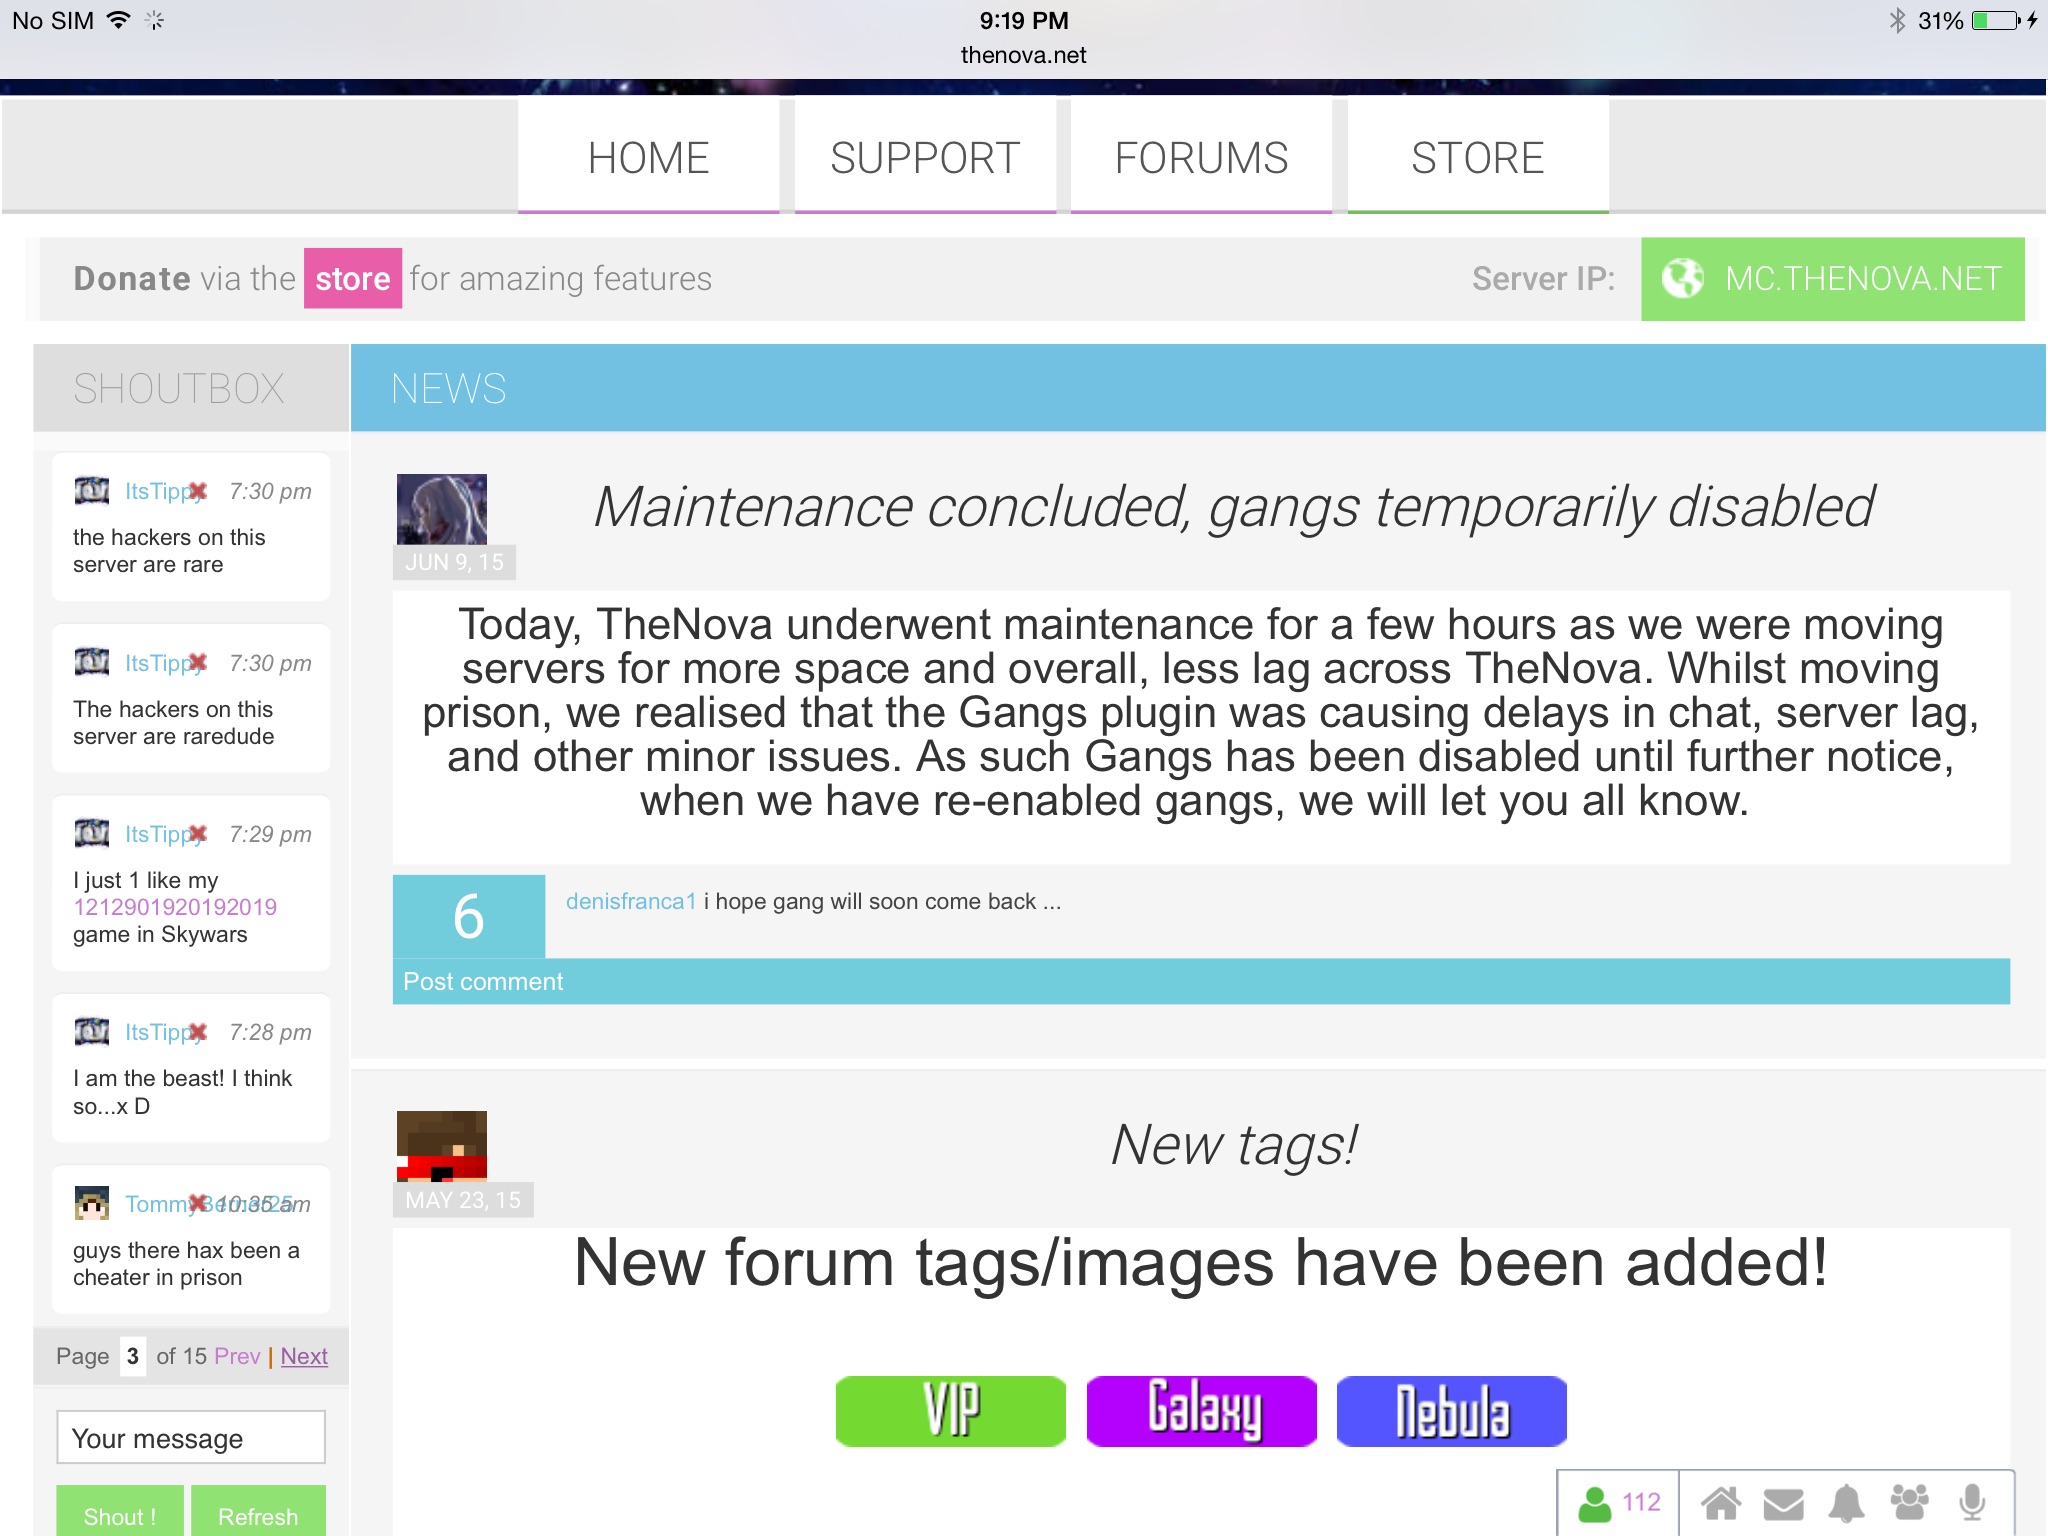 No SIM
9:19 PM
31%
thenova.net
HOME
SUPPORT
FORUMS
STORE
Donate via the store for amazing features
Server IP:
MC.THENOVA.NET
SHOUTBOX
ItsTippy 7:30 pm
the hackers on this
server are rare
ItsTippy 7:30 pm
The hackers on this
server are raredude
ItsTippy 7:29 pm
I just 1 like my
1212901920192019
game in Skywars
ItsTippy 7:28 pm
I am the beast! I think
so...x D
10:35 am
guys there hax been a
cheater in prison
Page 3 of 15 Prev | Next
Your message
Shout !
Refresh
NEWS
Maintenance concluded, gangs temporarily disabled
JUN 9, 15
Today, TheNova underwent maintenance for a few hours as we were moving
servers for more space and overall, less lag across TheNova. Whilst moving
prison, we realised that the Gangs plugin was causing delays in chat, server lag,
and other minor issues. As such Gangs has been disabled until further notice,
when we have re-enabled gangs, we will let you all know.
6
denisfranca1 i hope gang will soon come back ...
Post comment
New tags!
MAY 23, 15
New forum tags/images have been added!
VIP
Galaxy
Nebula
112